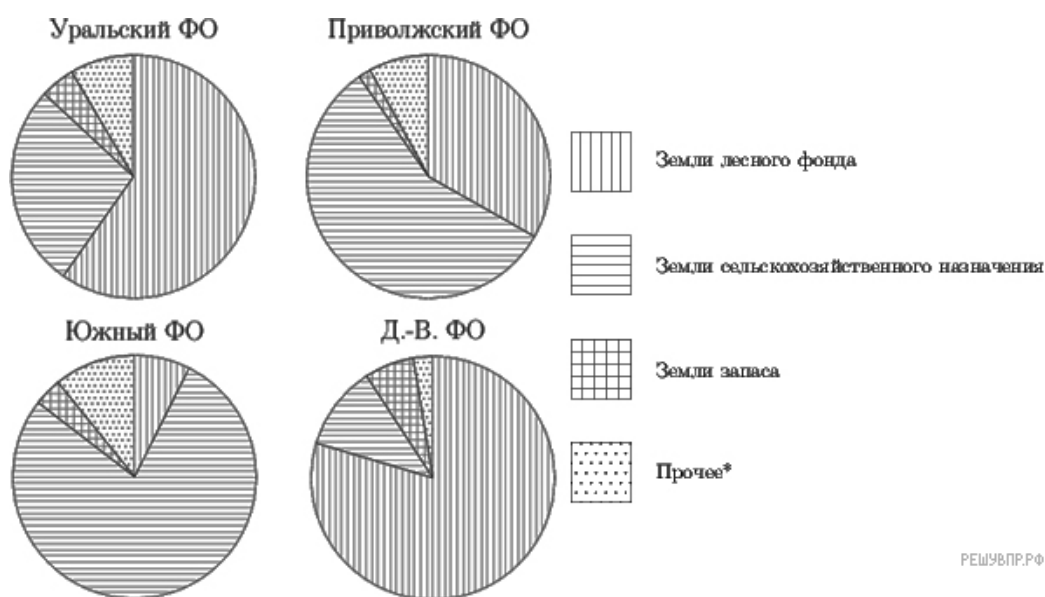 Уральский ФО
Приволжский ФО
Южный ФО
Д.-В. ФО
Земли лесного фонда
Земли сельскохозяйственного назначения
Земли запаса
Прочее*
РЕШУВПР.РФ